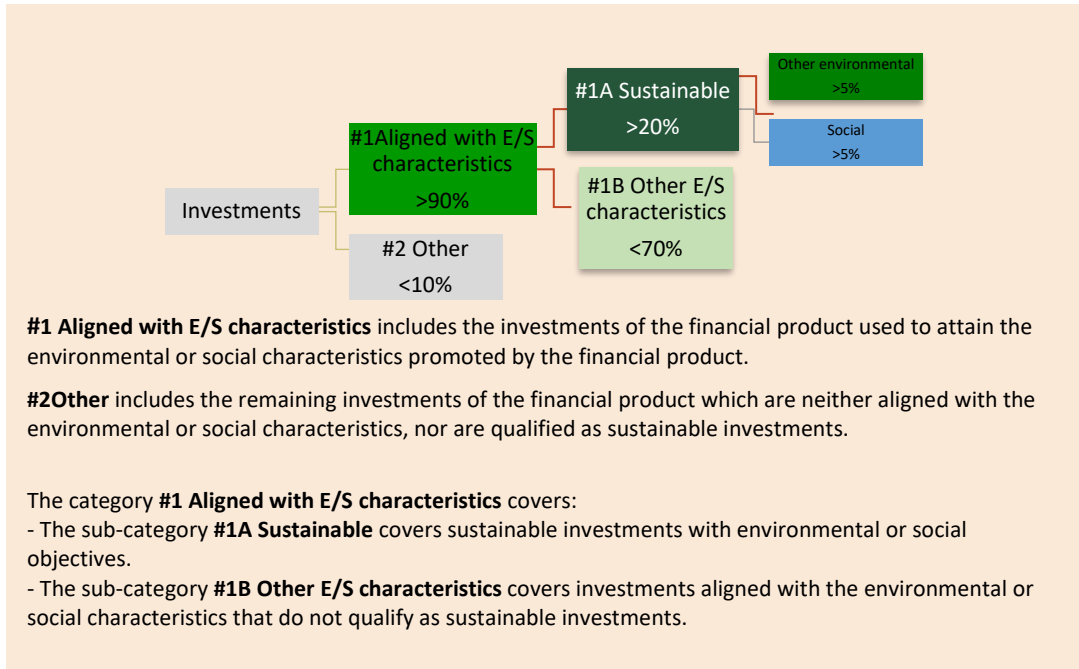 Other environmental
>5%
#1A Sustainable
>20%
Social
>5%
#1Aligned with E/S
characteristics
>90%
#1B Other E/S
characteristics
<70%
Investments
#2 Other
<10%
#1 Aligned with E/S characteristics includes the investments of the financial product used to attain the
environmental or social characteristics promoted by the financial product.
#2Other includes the remaining investments of the financial product which are neither aligned with the
environmental or social characteristics, nor are qualified as sustainable investments.
The category #1 Aligned with E/S characteristics covers:
- The sub-category #1A Sustainable covers sustainable investments with environmental or social
objectives.
- The sub-category #1B Other E/S characteristics covers investments aligned with the environmental or
social characteristics that do not qualify as sustainable investments.